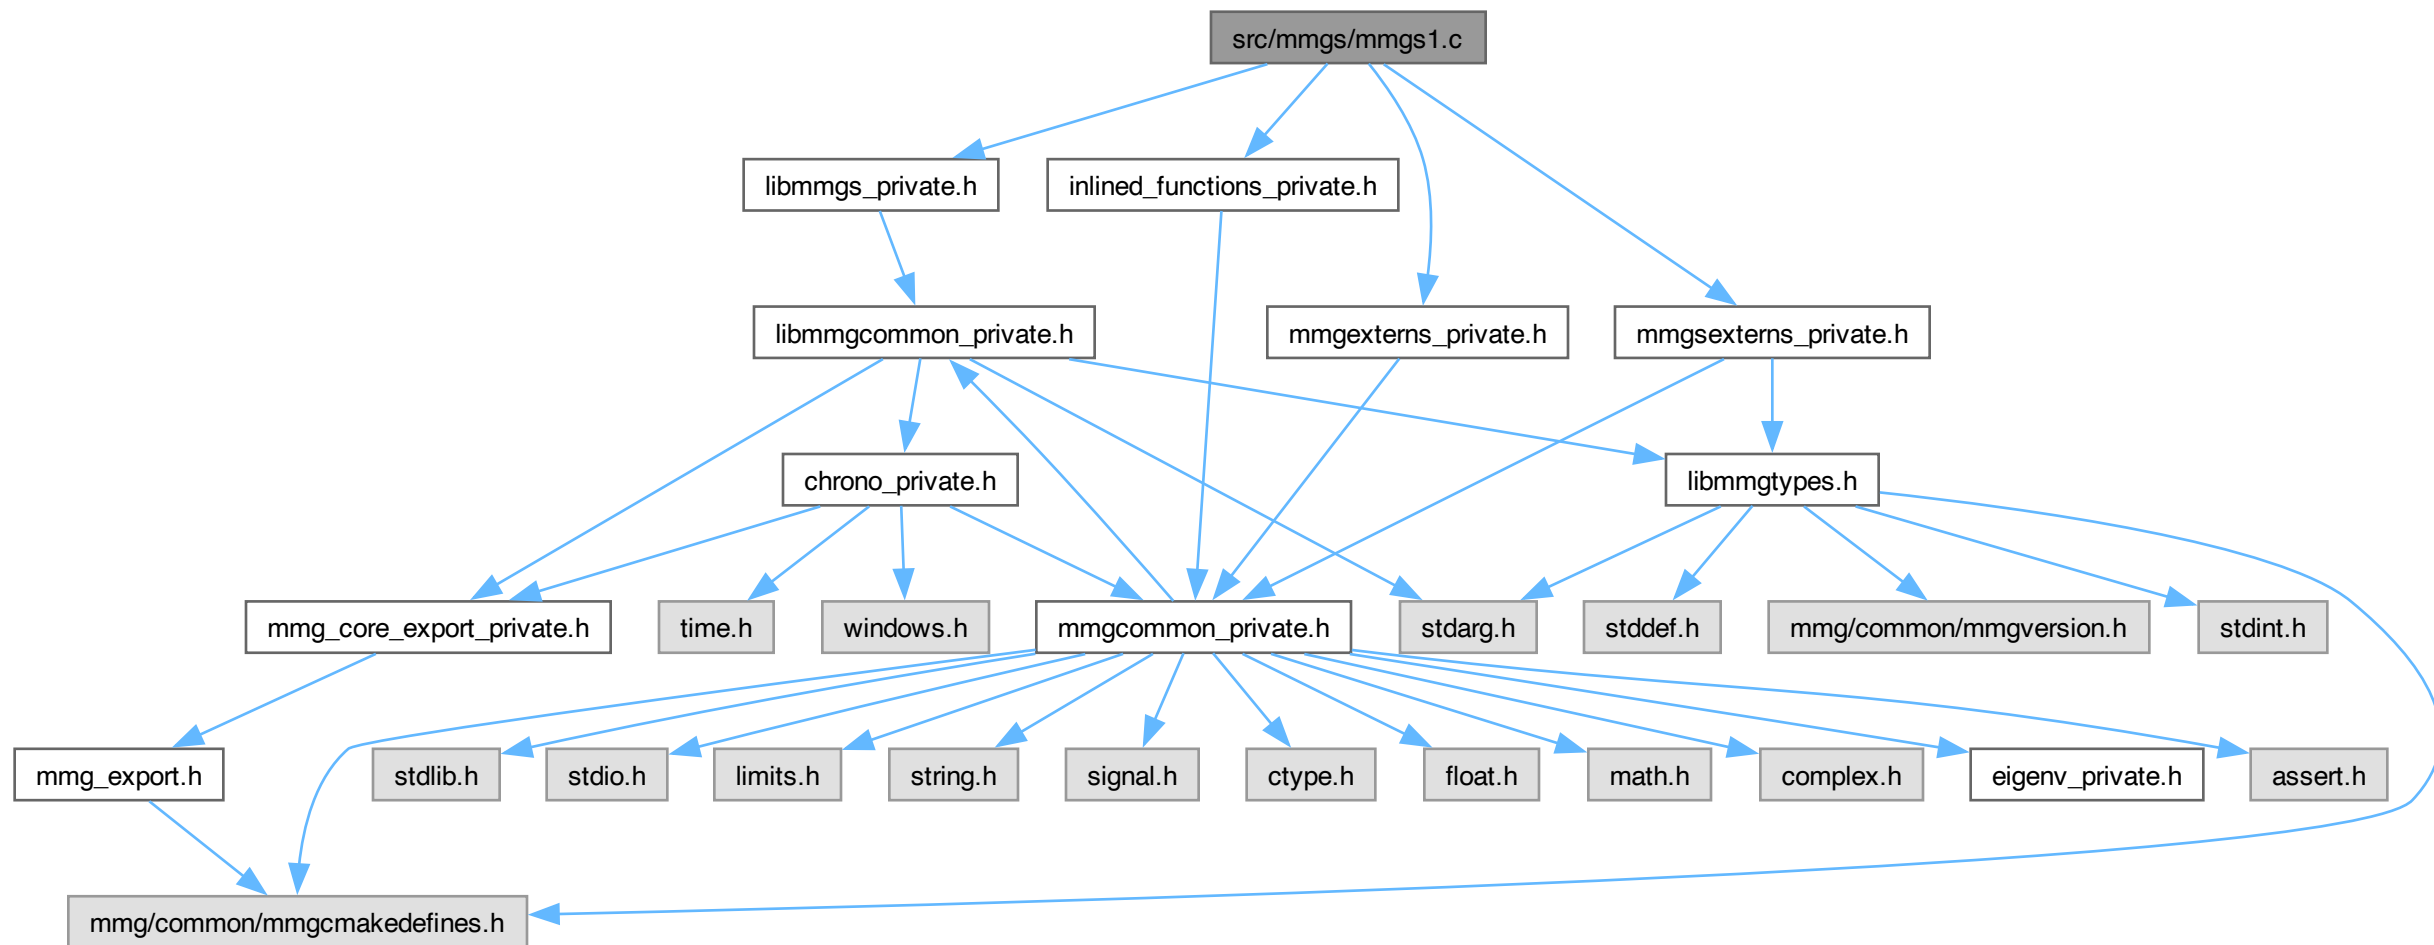 src/mmgs/mmgs1.c
libmmgs_private.h
inlined_functions_private.h
libmmgcommon_private.h
mmgexterns_private.h
mmgsexterns_private.h
chrono_private.h
libmmgtypes.h
mmg_core_export_private.h
time.h
windows.h
mmgcommon_private.h
stdarg.h
stddef.h
mmg/common/mmgversion.h
stdint.h
mmg_export.h
stdlib.h
stdio.h
limits.h
string.h
signal.h
ctype.h
float.h
math.h
complex.h
eigenv_private.h
assert.h
mmg/common/mmgcmakedefines.h